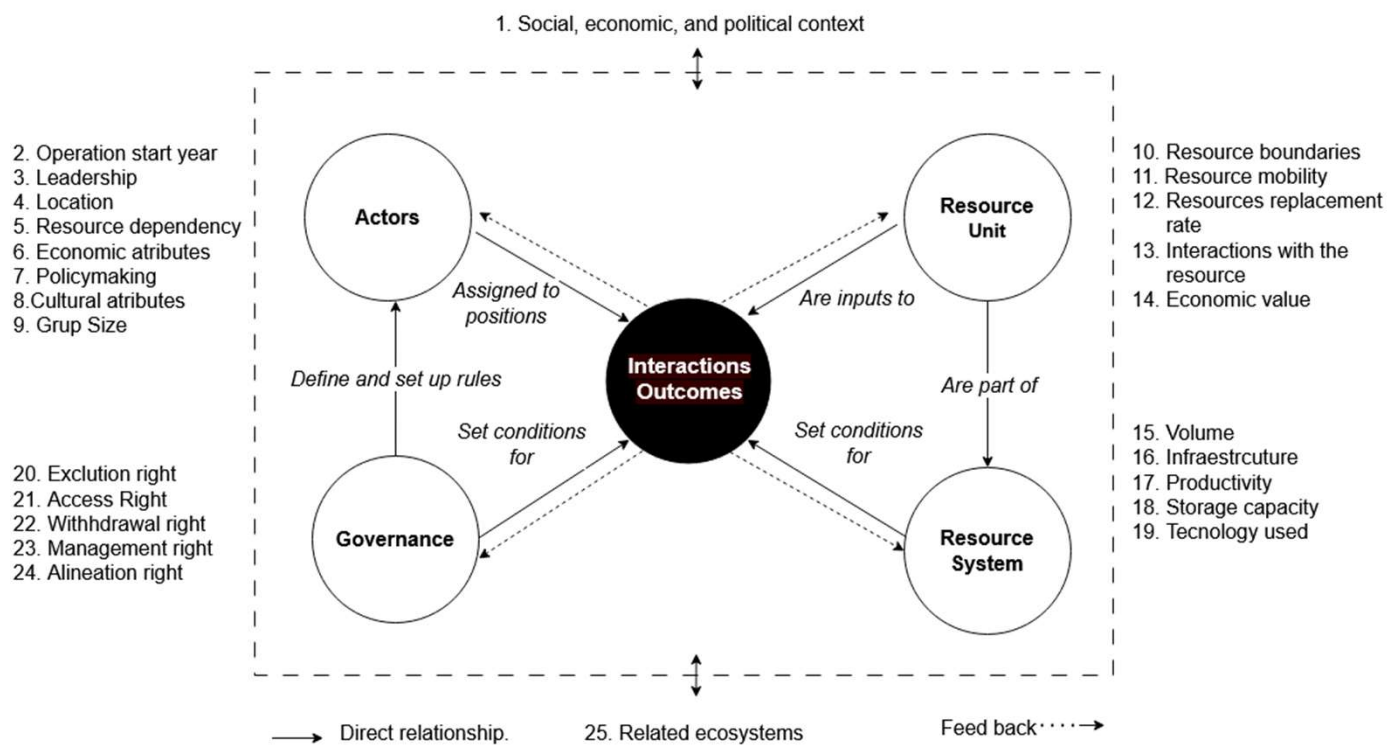 1. Social, economic, and political context
2. Operation start year
3. Leadership
4. Location
5. Resource dependency
6. Economic atributes
7. Policymaking
8.Cultural atributes
9. Grup Size
Actors
Resource
Unit
10. Resource boundaries
11. Resource mobility
12. Resources replacement
rate
13. Interactions with the
resource
14. Economic value
Assigned to
positions
Are inputs to
Interactions
Outcomes
Define and set up rules
Are part of
Set conditions
for
Set conditions
for
20. Exclution right
21. Access Right
22. Withhdrawal right
23. Management right
24. Alineation right
Governance
Resource
System
15. Volume
16. Infraestrcuture
17. Productivity
18. Storage capacity
19. Tecnology used
Direct relationship.
25. Related ecosystems
Feed back